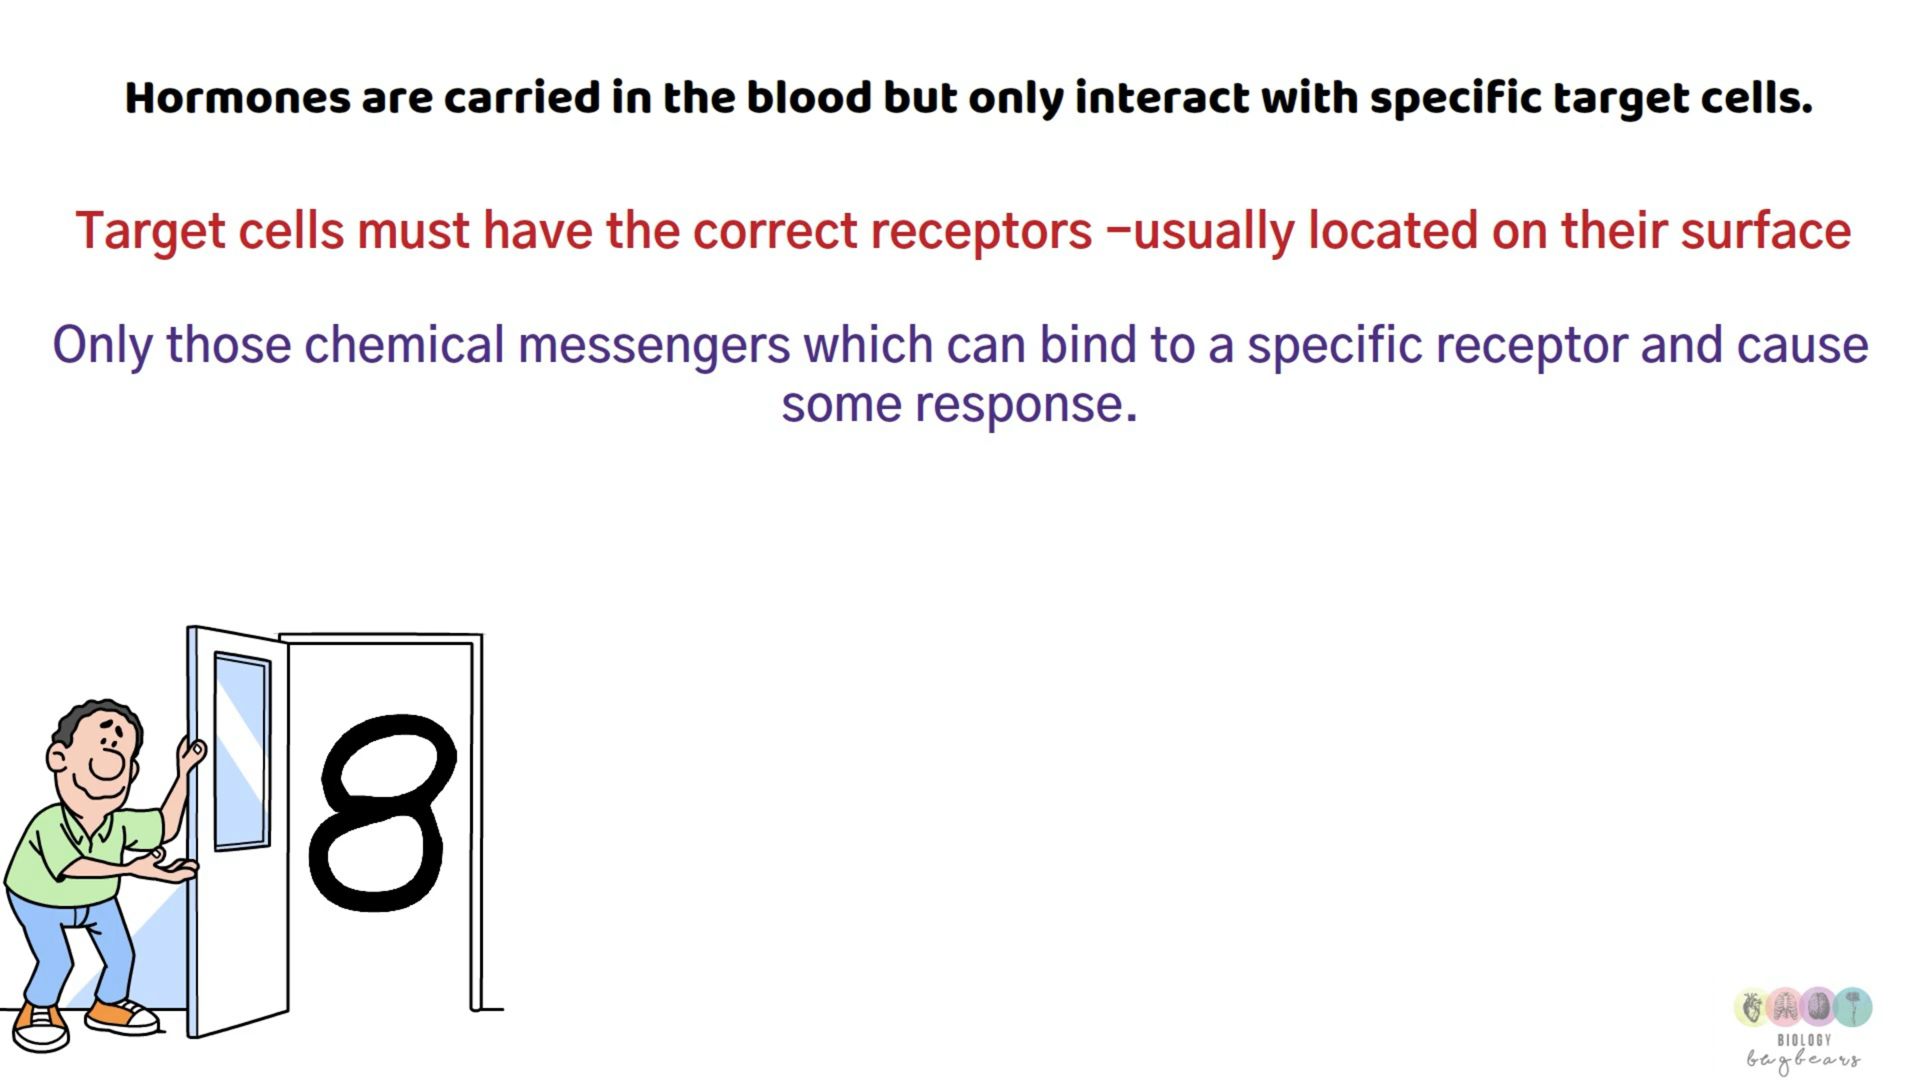 Hormones are carried in the blood but only interact with specific target cells.
Target cells must have the correct receptors –usually located on their surface
Only those chemical messengers which can bind to a specific receptor and cause
some response.
8
BIOLOGY
bugbears